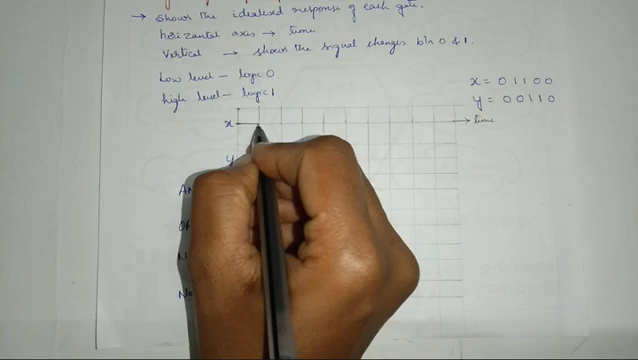 → shows the idealized response of each gate.
horizontal axis → time
Vertical → shows the signal changes b/n 0 & 1.
Low level – logic 0
high level – logic 1
x = 0 1 1 0 0
y = 0 0 1 1 0
x
time
y